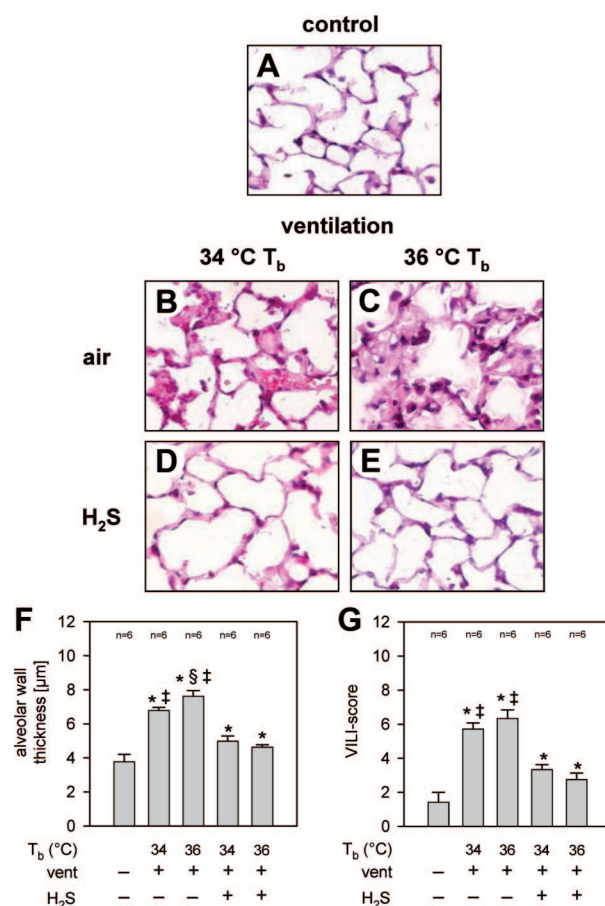 control
A
ventilation
34 °C T_b 36 °C T_b
air
B
C
H₂S
D
E
F
G
alveolar wall
thickness [µm]
12
10
8
6
4
2
0
n=6 n=6 n=6 n=6 n=6
* ‡
* § ‡
*
*
T_b (°C) 34 36 34 36
vent – + + + +
H₂S – – – + +
VILI-score
12
10
8
6
4
2
0
n=6 n=6 n=6 n=6 n=6
* ‡
* ‡
*
*
T_b (°C) 34 36 34 36
vent – + + + +
H₂S – – – + +